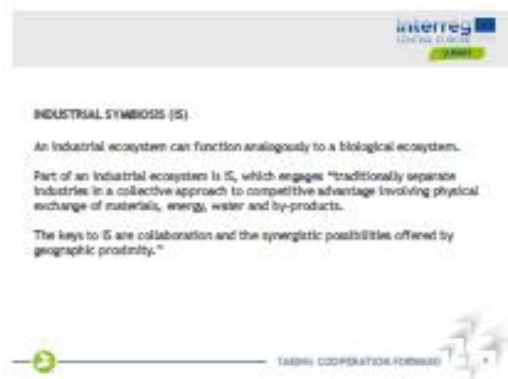 Interreg
CENTRAL EUROPE
INDUSTRIAL SYMBIOSIS (IS)
An industrial ecosystem can function analogously to a biological ecosystem.
Part of an industrial ecosystem is IS, which engages "traditionally separate
industries in a collective approach to competitive advantage involving physical
exchange of materials, energy, water and by-products.
The keys to IS are collaboration and the synergistic possibilities offered by
geographic proximity."
TAKING COOPERATION FORWARD